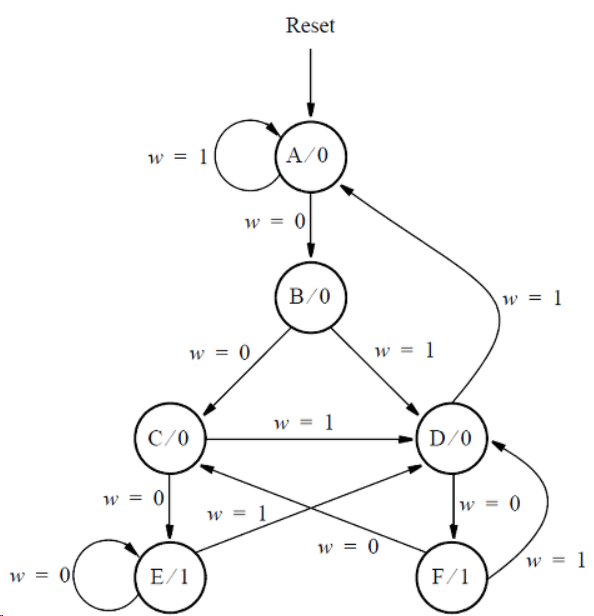 Reset
w = 1
A/0
w = 0
B/0
w = 1
w = 0
w = 1
C/0
w = 1
D/0
w = 0
w = 1
w = 0
w = 0
w = 1
w = 0
E/1
F/1